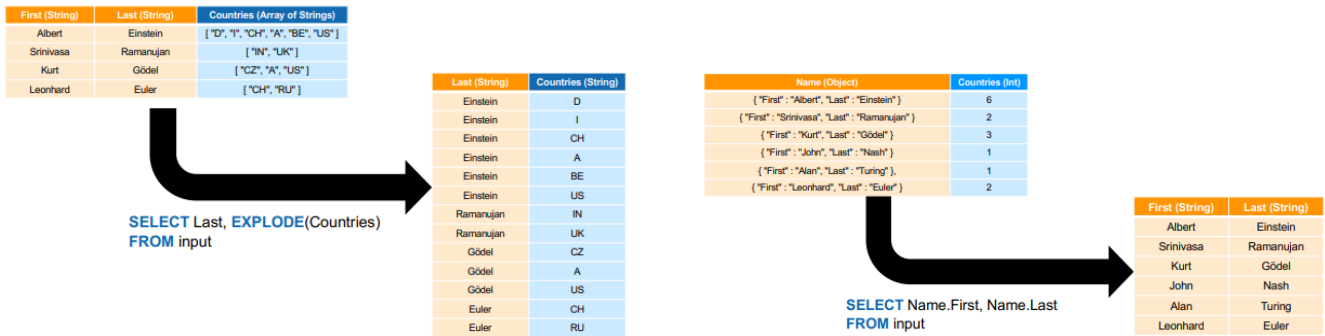 First (String) Last (String) Countries (Array of Strings)
Albert Einstein [ "D", "I", "CH", "A", "BE", "US" ]
Srinivasa Ramanujan [ "IN", "UK" ]
Kurt Gödel [ "CZ", "A", "US" ]
Leonhard Euler [ "CH", "RU" ]
SELECT Last, EXPLODE(Countries)
FROM input
Last (String) Countries (String)
Einstein D
Einstein I
Einstein CH
Einstein A
Einstein BE
Einstein US
Ramanujan IN
Ramanujan UK
Gödel CZ
Gödel A
Gödel US
Euler CH
Euler RU
Name (Object) Countries (Int)
{ "First" : "Albert", "Last" : "Einstein" } 6
{ "First" : "Srinivasa", "Last" : "Ramanujan" } 2
{ "First" : "Kurt", "Last" : "Gödel" } 3
{ "First" : "John", "Last" : "Nash" } 1
{ "First" : "Alan", "Last" : "Turing" }, 1
{ "First" : "Leonhard", "Last" : "Euler" } 2
SELECT Name.First, Name.Last
FROM input
First (String) Last (String)
Albert Einstein
Srinivasa Ramanujan
Kurt Gödel
John Nash
Alan Turing
Leonhard Euler